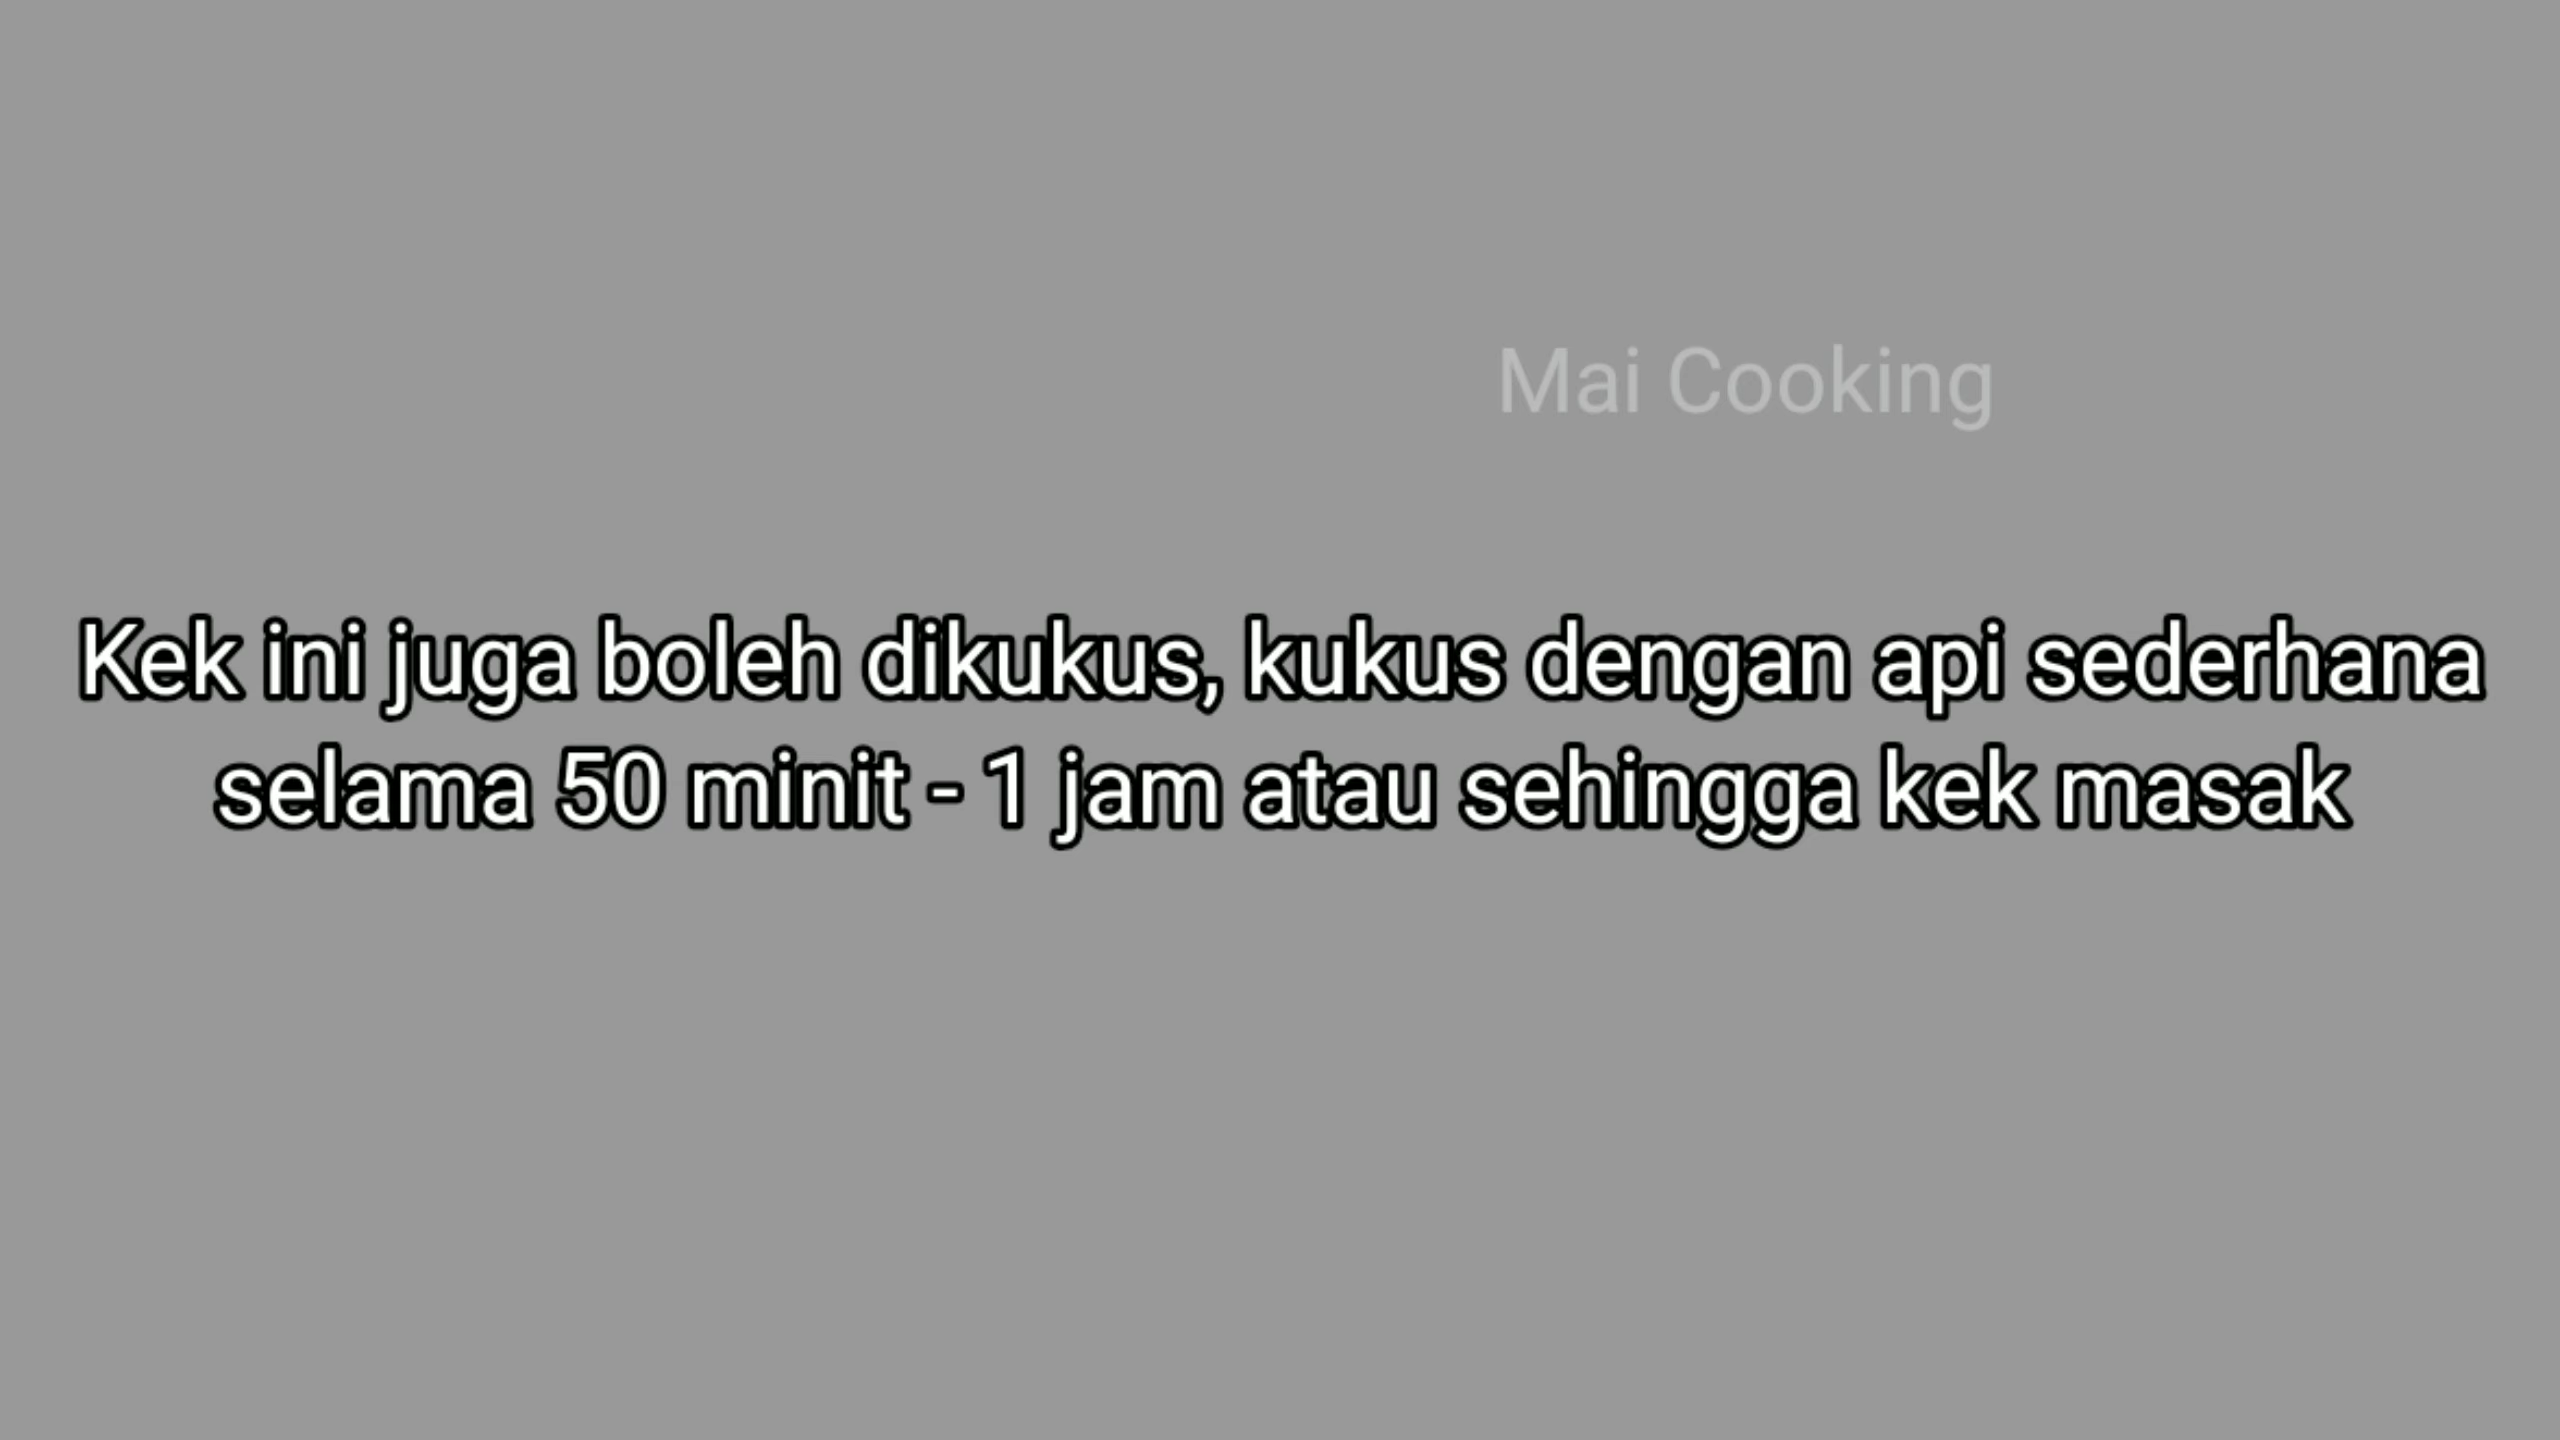 Mai Cooking
Kek ini juga boleh dikukus, kukus dengan api sederhana
selama 50 minit - 1 jam atau sehingga kek masak